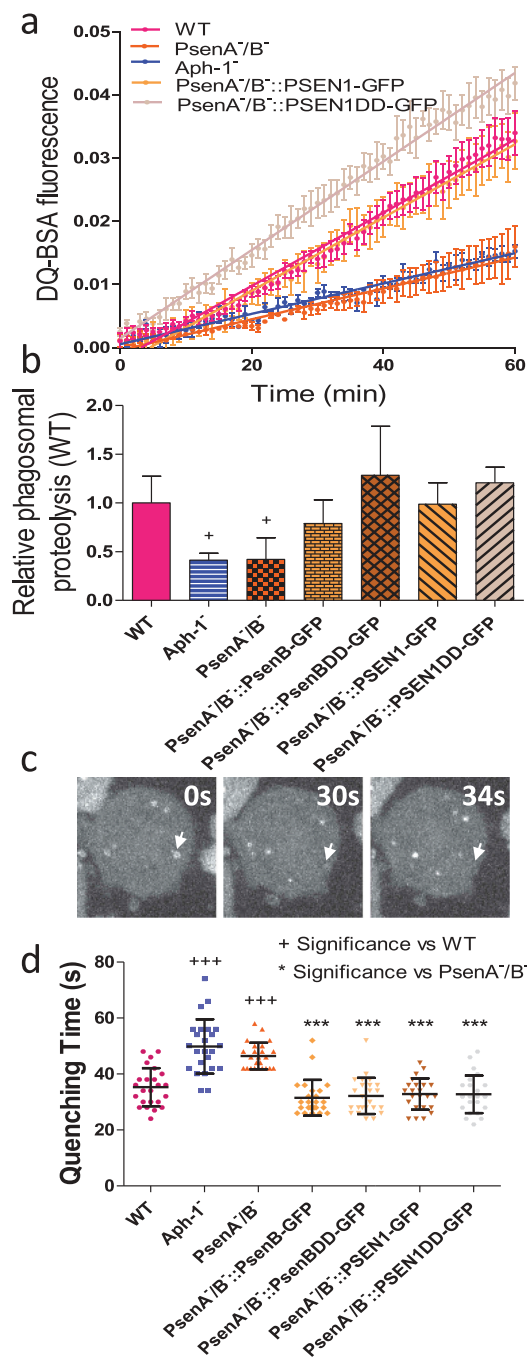 a
WT
PsenA⁻/B⁻
Aph-1⁻
PsenA⁻/B⁻::PSEN1-GFP
PsenA⁻/B⁻::PSEN1DD-GFP
DQ-BSA fluorescence
0.05
0.04
0.03
0.02
0.01
0.00
0
20
40
60
Time (min)
b
Relative phagosomal
proteolysis (WT)
2.0
1.5
1.0
0.5
0.0
+
+
WT
Aph-1⁻
PsenA⁻/B⁻
PsenA⁻/B⁻::PsenB-GFP
PsenA⁻/B⁻::PsenBDD-GFP
PsenA⁻/B⁻::PSEN1-GFP
PsenA⁻/B⁻::PSEN1DD-GFP
c
0s
30s
34s
d
+ Significance vs WT
* Significance vs PsenA⁻/B⁻
Quenching Time (s)
80
60
40
20
0
+++
+++
***
***
***
***
WT
Aph-1⁻
PsenA⁻/B⁻
PsenA⁻/B⁻::PsenB-GFP
PsenA⁻/B⁻::PsenBDD-GFP
PsenA⁻/B⁻::PSEN1-GFP
PsenA⁻/B⁻::PSEN1DD-GFP